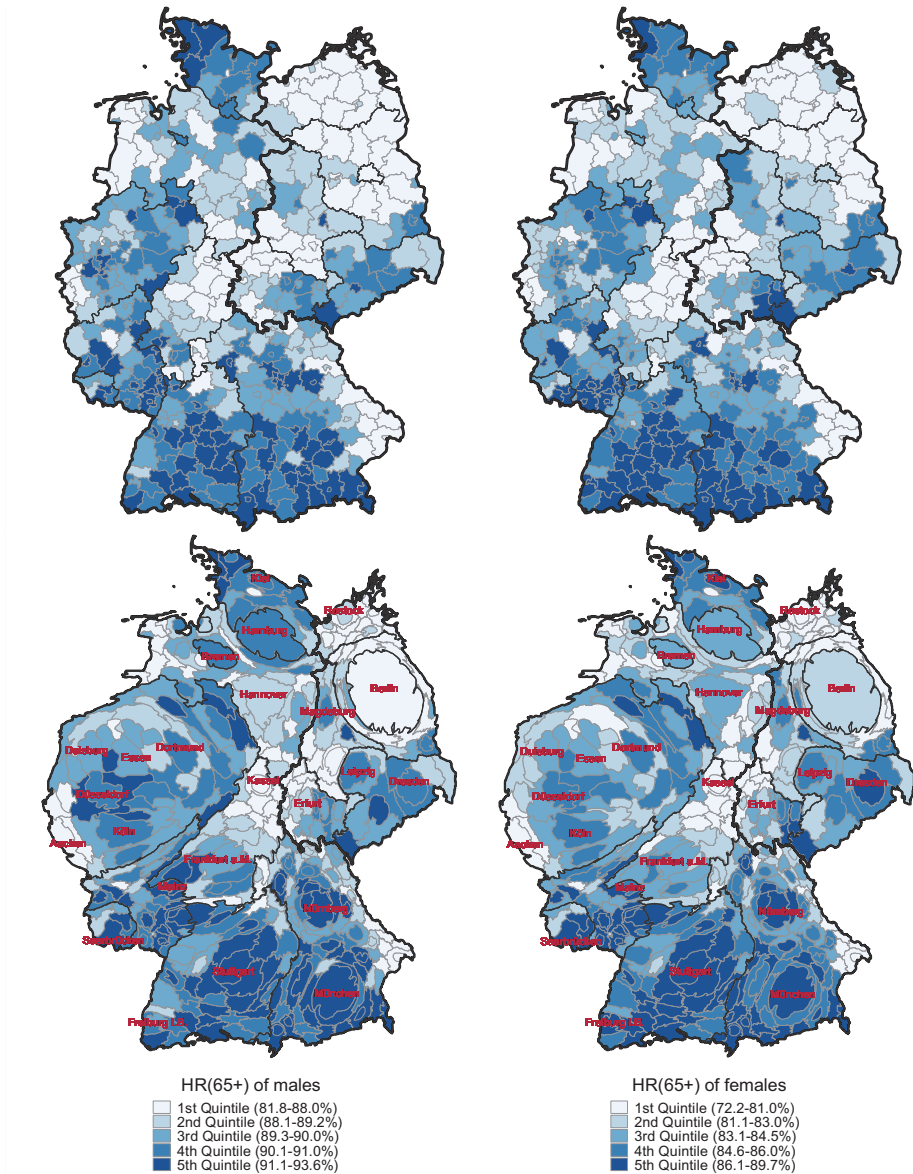 Kiel
Rostock
Hamburg
Bremen
Berlin
Hannover
Magdeburg
Duisburg
Dortmund
Essen
Leipzig
Kassel
Dresden
Düsseldorf
Erfurt
Köln
Aachen
Frankfurt a.M.
Mainz
Nürnberg
Saarbrücken
Stuttgart
München
Freiburg i.B.
Kiel
Rostock
Hamburg
Bremen
Berlin
Hannover
Magdeburg
Duisburg
Dortmund
Essen
Leipzig
Kassel
Dresden
Düsseldorf
Erfurt
Köln
Aachen
Frankfurt a.M.
Mainz
Nürnberg
Saarbrücken
Stuttgart
München
Freiburg i.B.
HR(65+) of males
1st Quintile (81.8-88.0%)
2nd Quintile (88.1-89.2%)
3rd Quintile (89.3-90.0%)
4th Quintile (90.1-91.0%)
5th Quintile (91.1-93.6%)
HR(65+) of females
1st Quintile (72.2-81.0%)
2nd Quintile (81.1-83.0%)
3rd Quintile (83.1-84.5%)
4th Quintile (84.6-86.0%)
5th Quintile (86.1-89.7%)